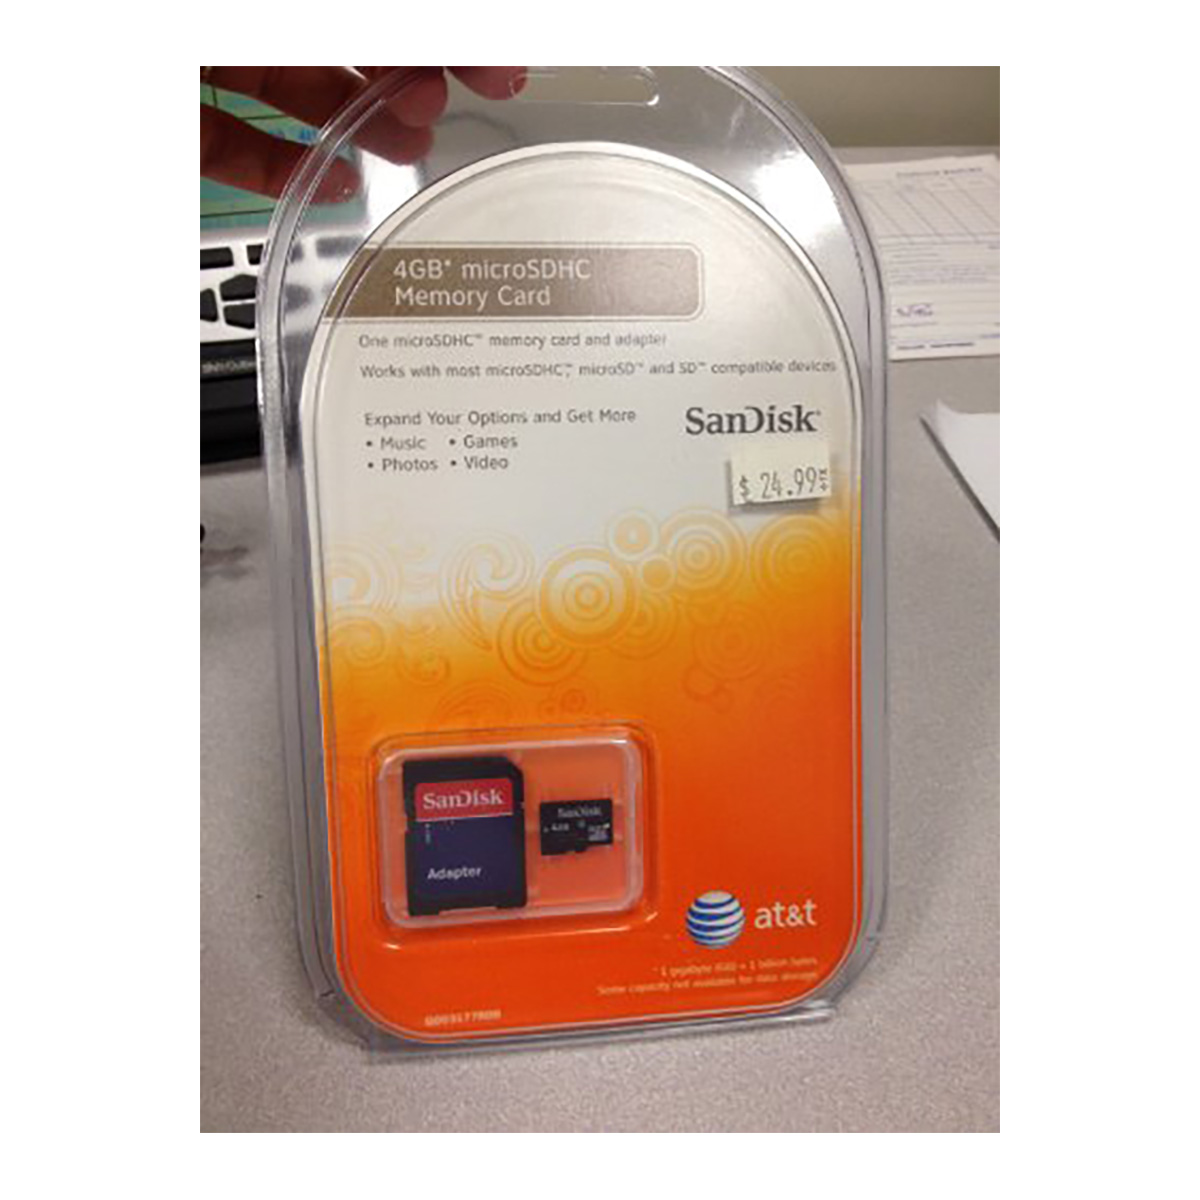 4GB* microSDHC
Memory Card
One microSDHC™ memory card and adapter
Works with most microSDHC™, microSD™ and SD™ compatible devices
Expand Your Options and Get More
• Music • Games
• Photos • Video
SanDisk®
$ 24.99
SanDisk
Adapter
SanDisk
4GB
at&t
* 1 gigabyte (GB) = 1 billion bytes.
Some capacity not available for data storage.